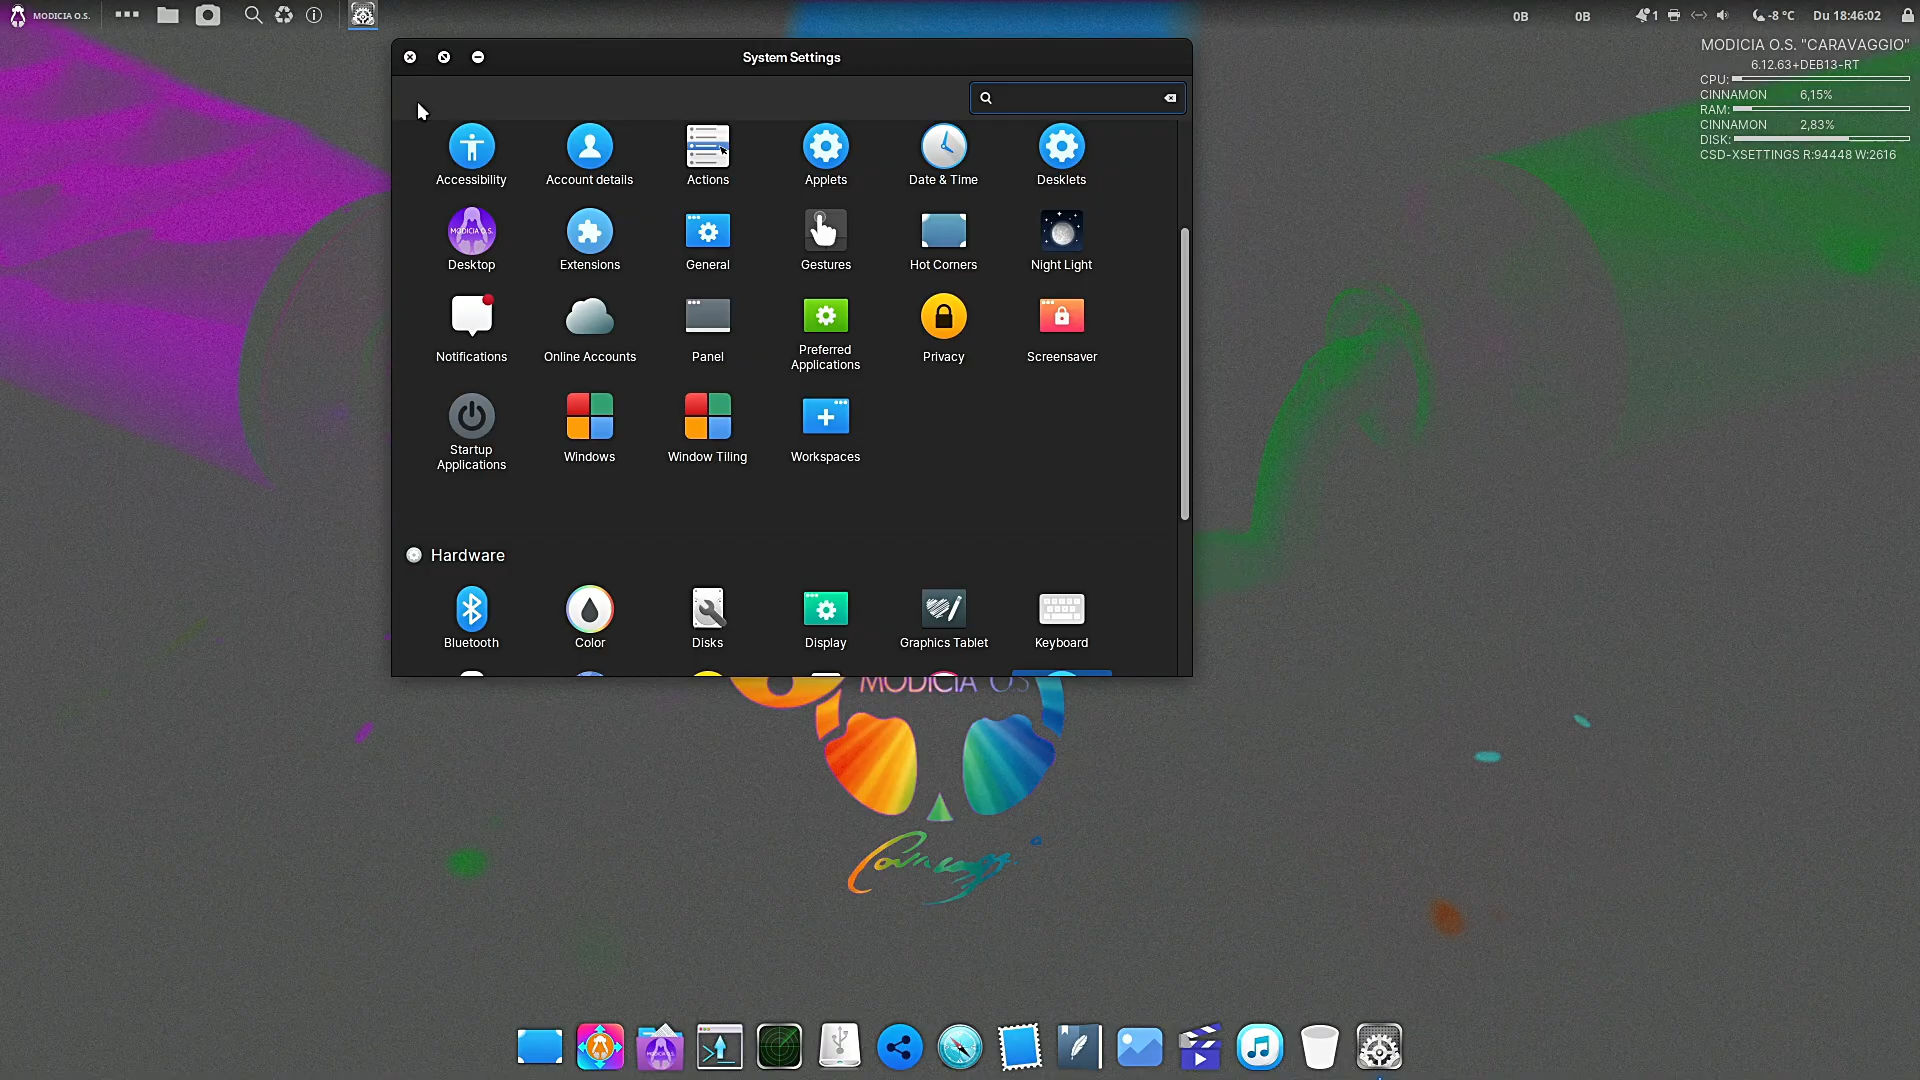 MODICIA O.S.
0B
0B
1
-8 °C
Du 18:46:02
MODICIA O.S. "CARAVAGGIO"
6.12.63+DEB13-RT
CPU:
CINNAMON 6,15%
RAM:
CINNAMON 2,83%
DISK:
CSD-XSETTINGS R:94448 W:2616
System Settings
Accessibility
Account details
Actions
Applets
Date & Time
Desklets
MODICIA O.S.
Desktop
Extensions
General
Gestures
Hot Corners
Night Light
Notifications
Online Accounts
Panel
Preferred
Applications
Privacy
Screensaver
Startup
Applications
Windows
Window Tiling
Workspaces
Hardware
Bluetooth
Color
Disks
Display
Graphics Tablet
Keyboard
MODICIA O.S
Caravaggio
MODICIA O.S.